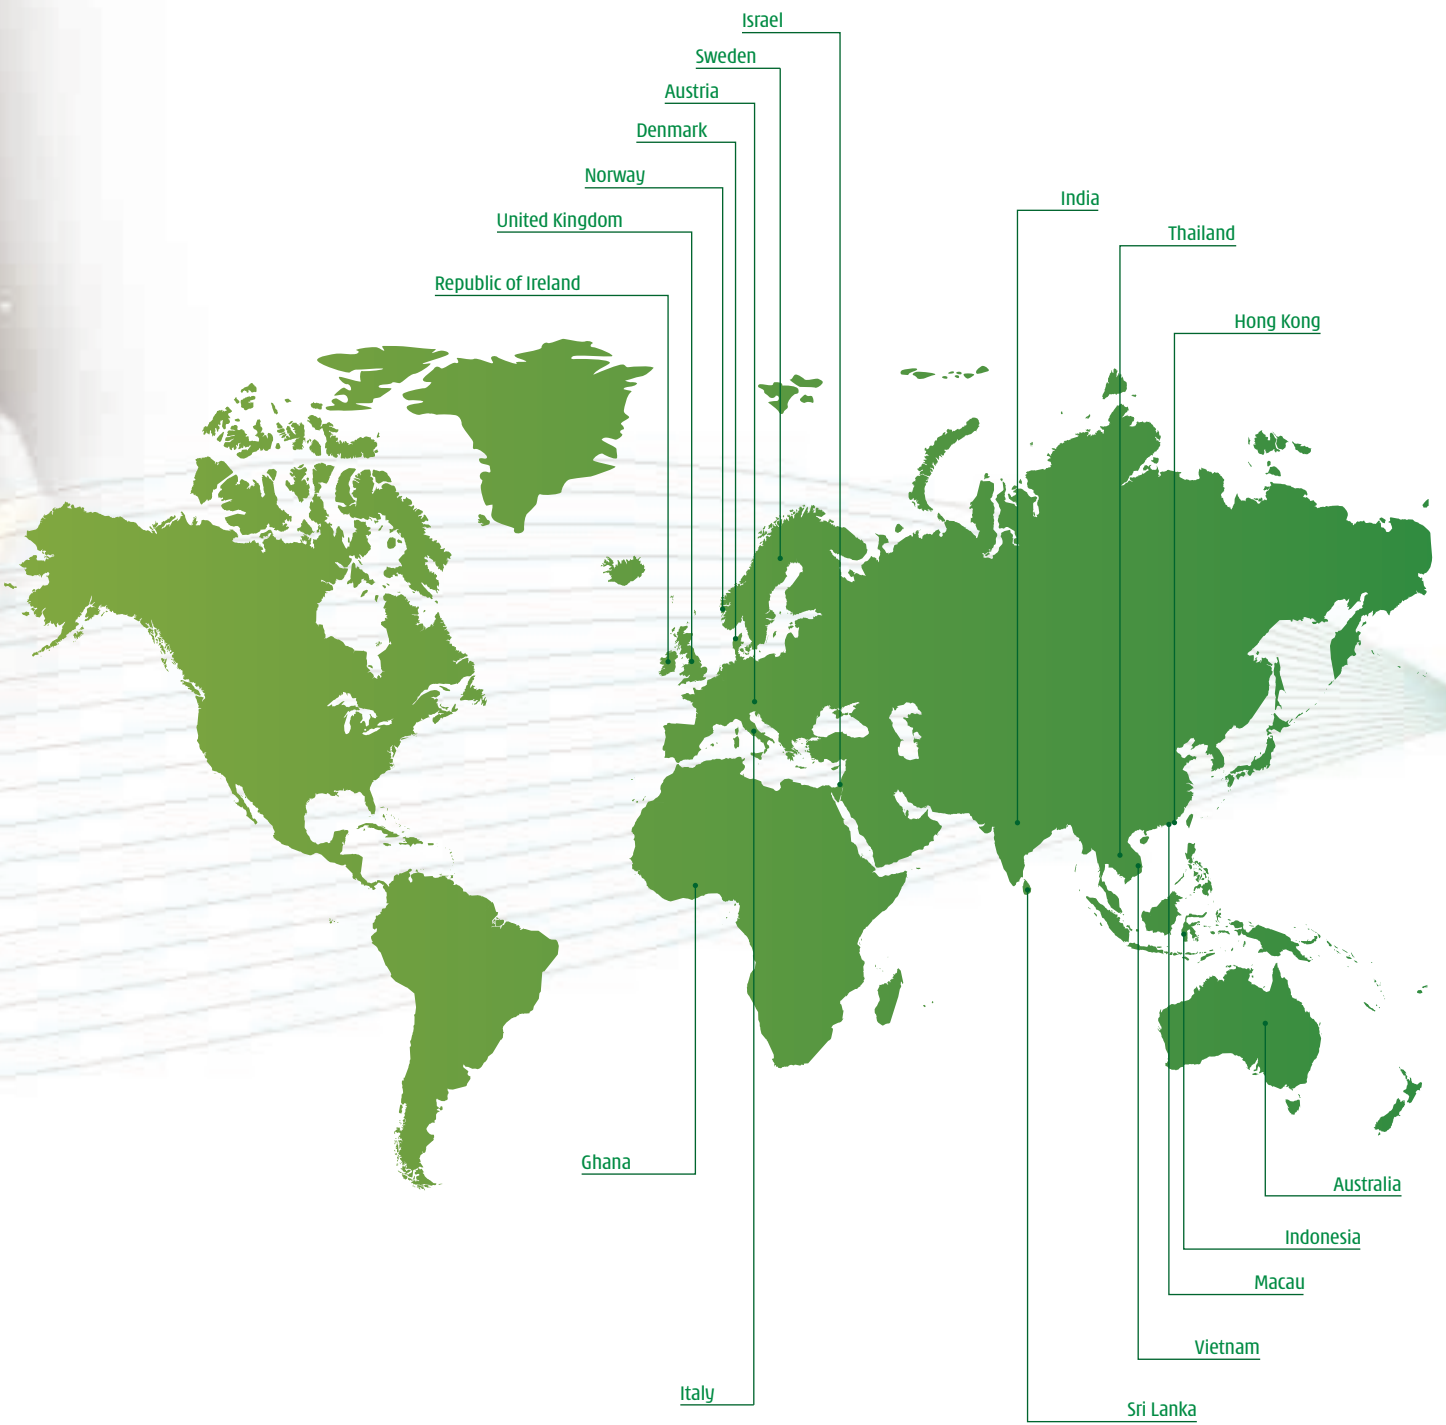 Israel
Sweden
Austria
Denmark
Norway
India
United Kingdom
Thailand
Republic of Ireland
Hong Kong
Ghana
Australia
Indonesia
Macau
Vietnam
Italy
Sri Lanka